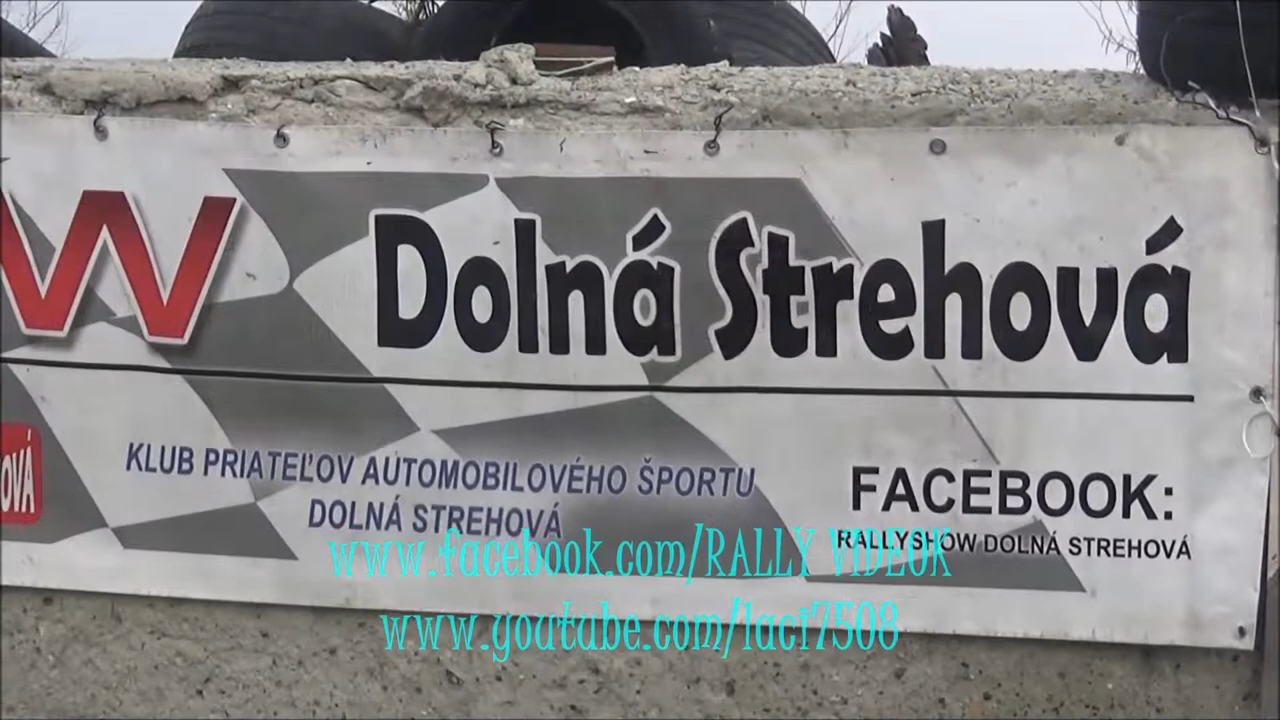 W Dolná Strehová
OVÁ
KLUB PRIATEĽOV AUTOMOBILOVÉHO ŠPORTU
DOLNÁ STREHOVÁ
FACEBOOK:
RALLYSHOW DOLNÁ STREHOVÁ
www.facebook.com/RALLY VIDEOK
www.youtube.com/laci7508